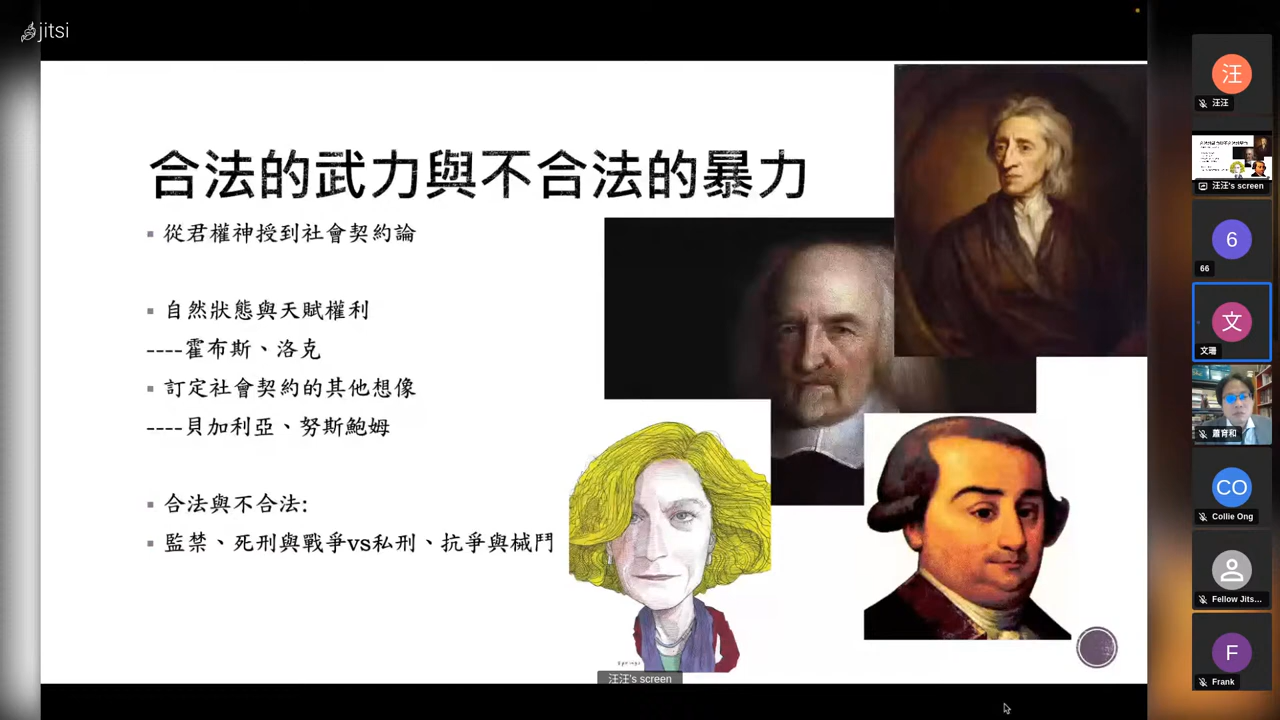 jitsi
合法的武力與不合法的暴力
從君權神授到社會契約論
自然狀態與天賦權利
----霍布斯、洛克
訂定社會契約的其他想像
----貝加利亞、努斯鮑姆
合法與不合法:
監禁、死刑與戰爭vs私刑、抗爭與械鬥
汪汪's screen
汪
汪汪
汪汪's screen
6
66
文
文珊
蕭育和
CO
Collie Ong
Fellow Jits...
F
Frank